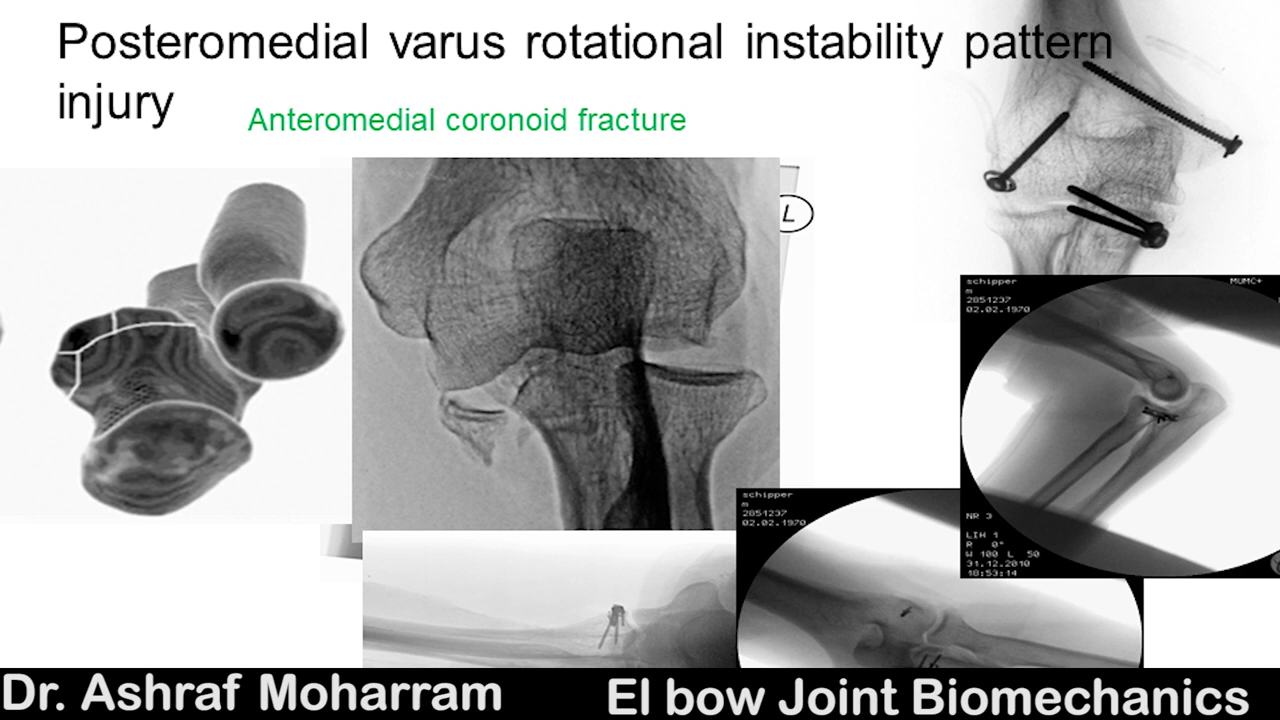 Posteromedial varus rotational instability pattern
injury
Anteromedial coronoid fracture
L
schipper
m
2851237
02.02.1970
MUMC+
NR 3
LIH 1
R 0°
W 100 L 50
31.12.2010
18:53:14
schipper
m
2851237
02.02.1970
Dr. Ashraf Moharram
El bow Joint Biomechanics